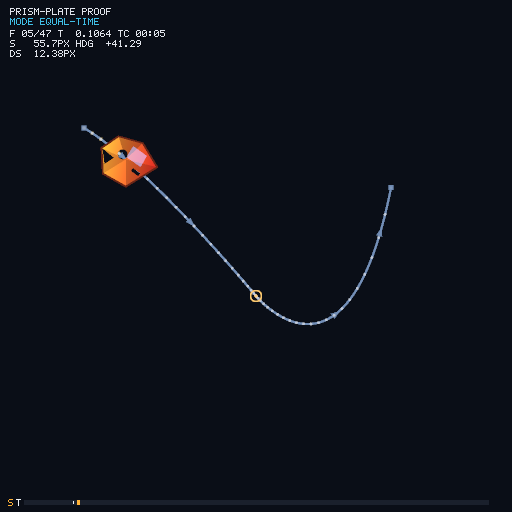 PRISM-PLATE PROOF
MODE EQUAL-TIME
F 05/47 T  0.1064 TC 00:05
S   55.7PX HDG  +41.29
DS  12.38PX
ST